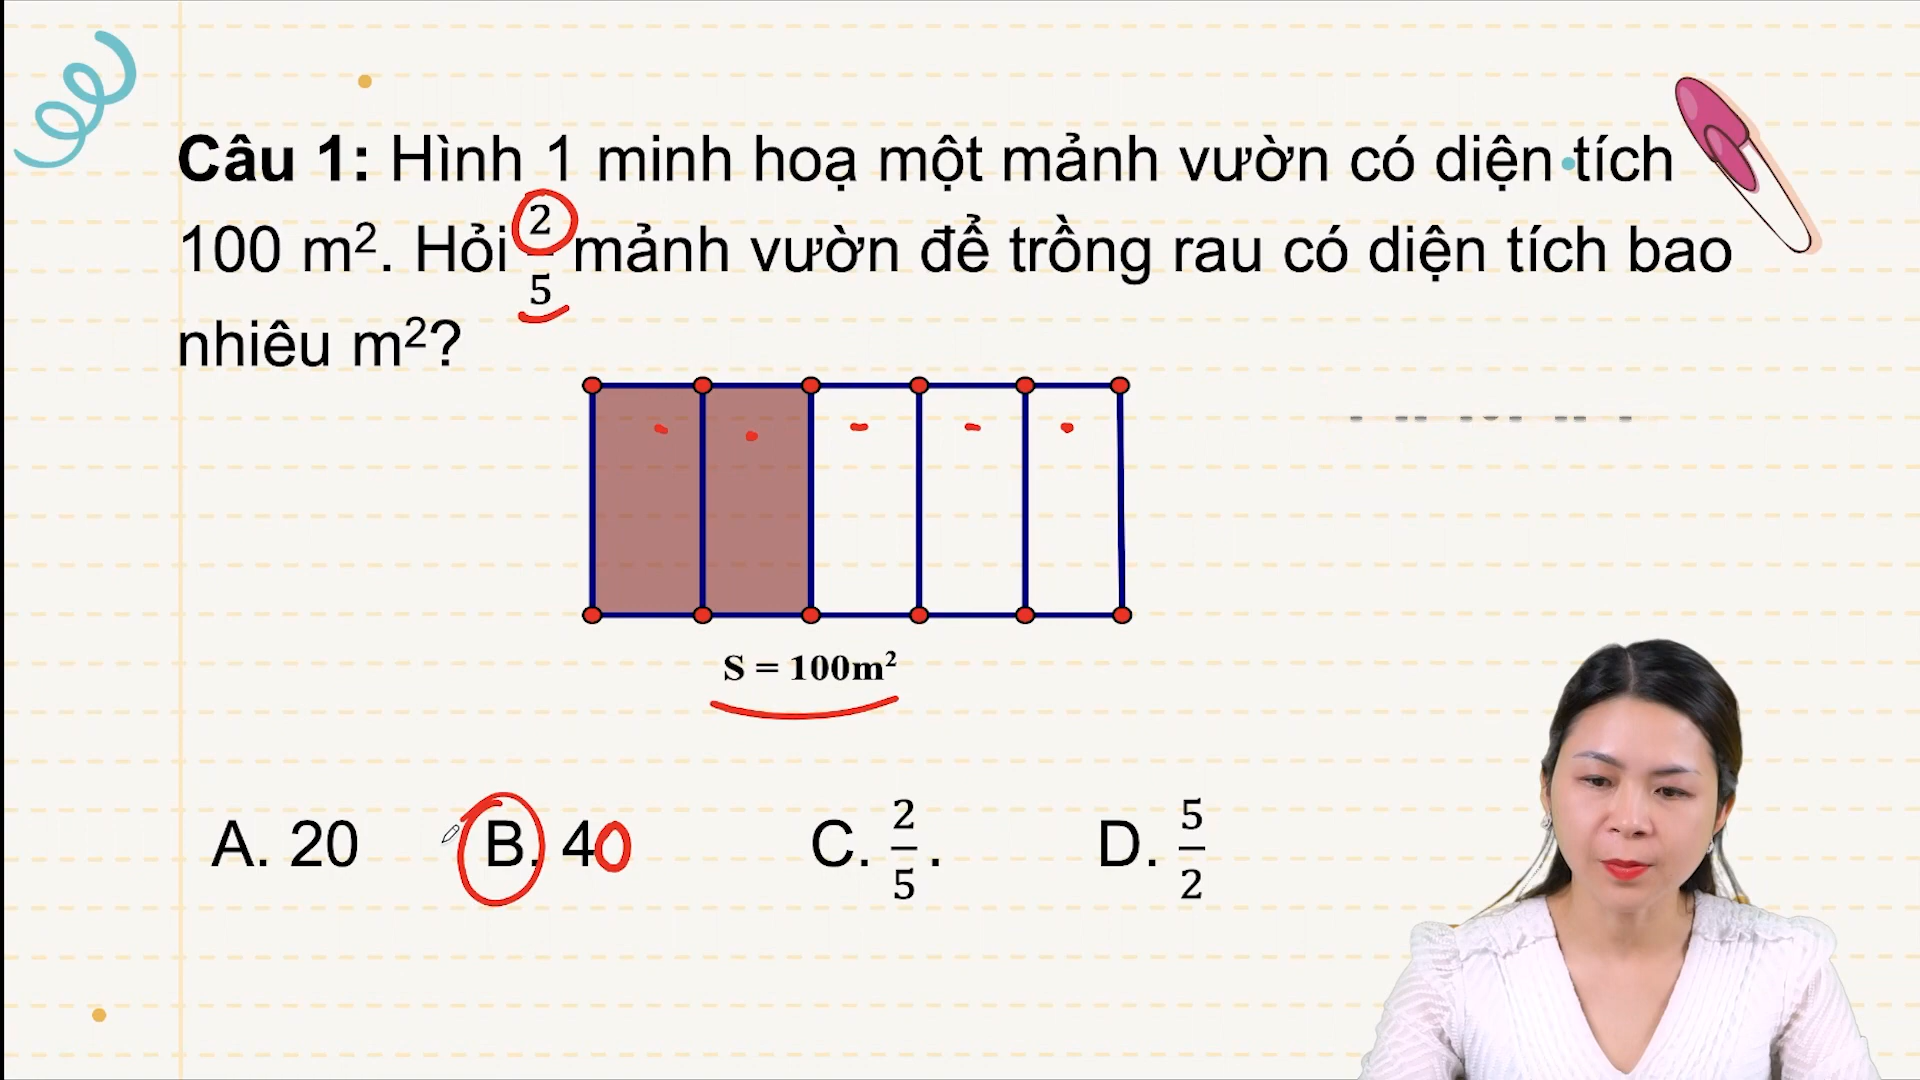 Câu 1: Hình 1 minh hoạ một mảnh vườn có diện tích
100 m². Hỏi 2/5 mảnh vườn để trồng rau có diện tích bao
nhiêu m²?
S = 100m²
A. 20 B. 40 C. 2/5. D. 5/2